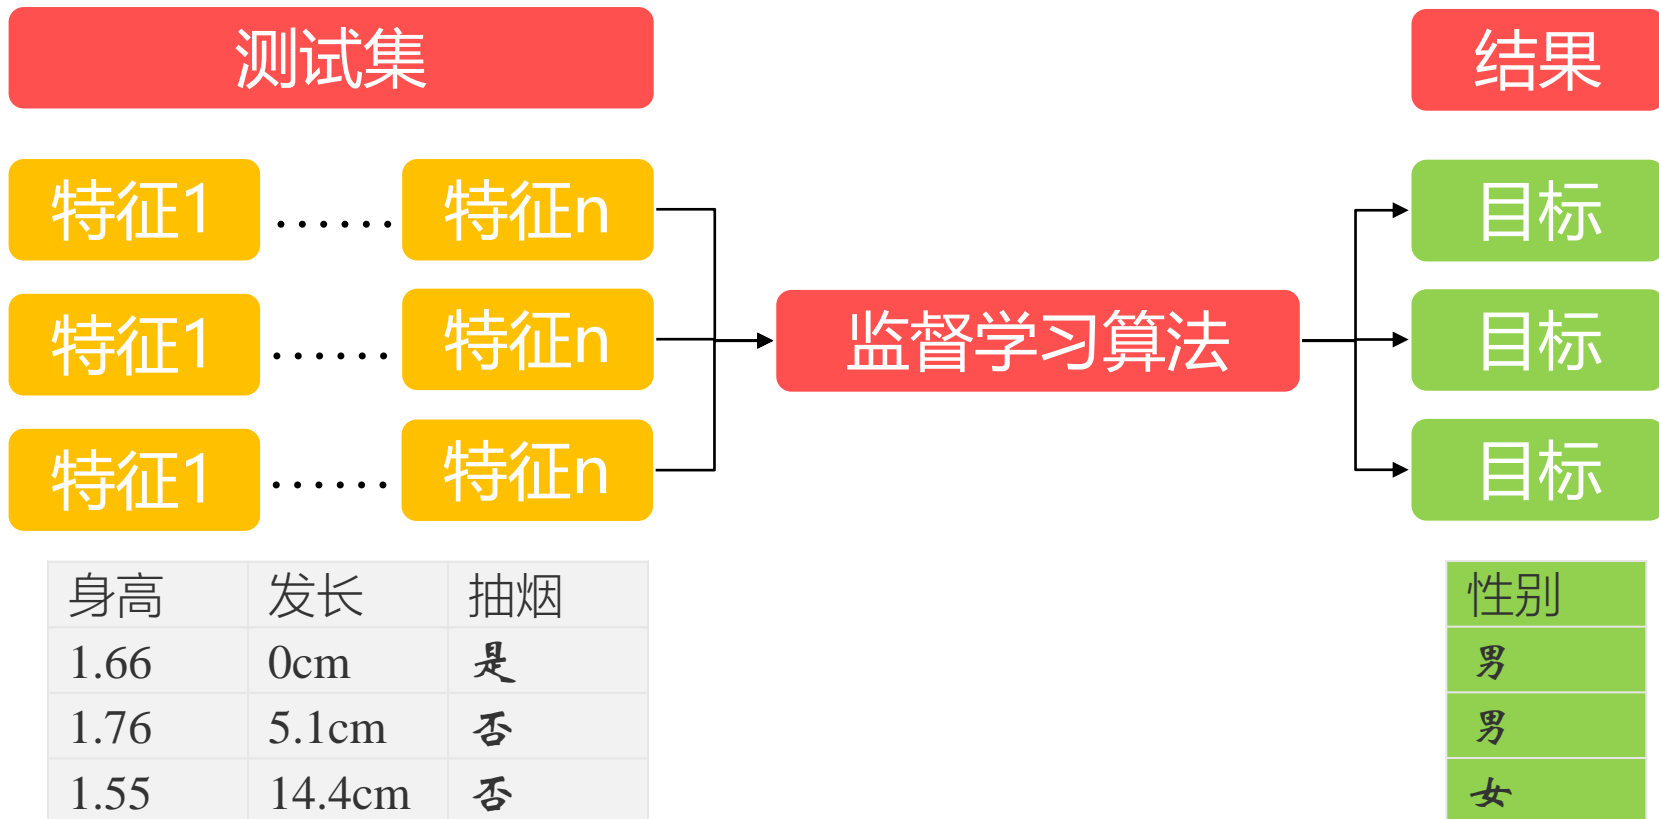 测试集 结果
特征1 ...... 特征n 目标
特征1 ...... 特征n 监督学习算法 目标
特征1 ...... 特征n 目标
身高 发长 抽烟 性别
1.66 0cm 是 男
1.76 5.1cm 否 男
1.55 14.4cm 否 女